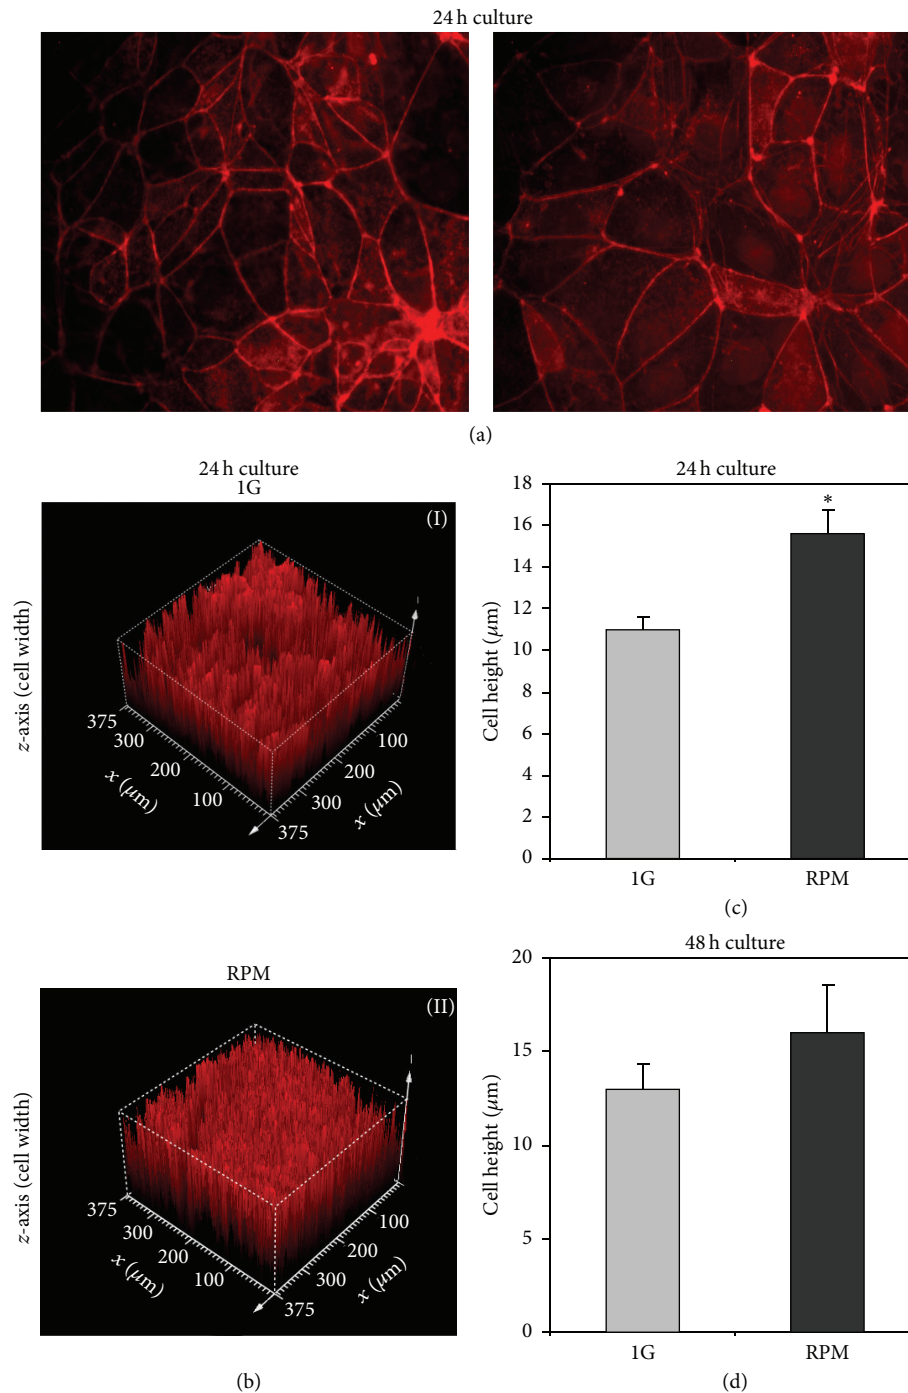 24 h culture
(a)
24 h culture
1G
(I)
z-axis (cell width)
375
300
200
100
x (μm)
100
200
300
375
x (μm)
RPM
(II)
z-axis (cell width)
375
300
200
100
x (μm)
100
200
300
375
x (μm)
(b)
24 h culture
Cell height (μm)
18
16
14
12
10
8
6
4
2
0
*
1G RPM
(c)
48 h culture
Cell height (μm)
20
15
10
5
0
1G RPM
(d)